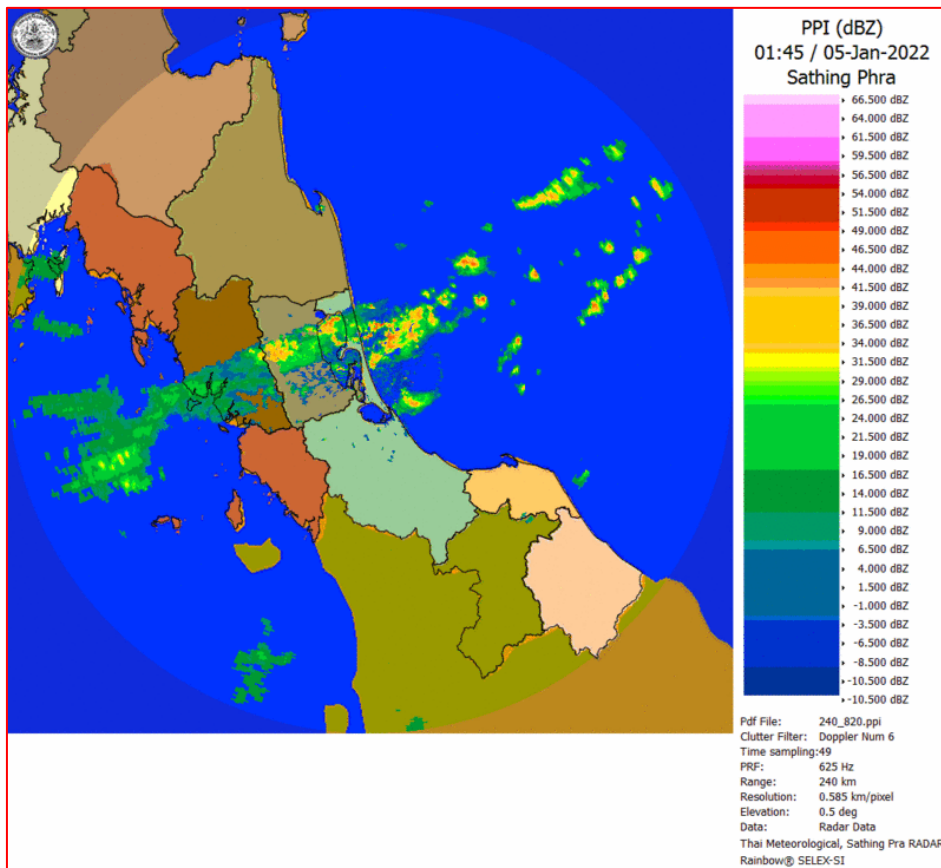 PPI (dBZ)
01:45 / 05-Jan-2022
Sathing Phra
66.500 dBZ
64.000 dBZ
61.500 dBZ
59.500 dBZ
56.500 dBZ
54.000 dBZ
51.500 dBZ
49.000 dBZ
46.500 dBZ
44.000 dBZ
41.500 dBZ
39.000 dBZ
36.500 dBZ
34.000 dBZ
31.500 dBZ
29.000 dBZ
26.500 dBZ
24.000 dBZ
21.500 dBZ
19.000 dBZ
16.500 dBZ
14.000 dBZ
11.500 dBZ
9.000 dBZ
6.500 dBZ
4.000 dBZ
1.500 dBZ
-1.000 dBZ
-3.500 dBZ
-6.500 dBZ
-8.500 dBZ
-10.500 dBZ
-10.500 dBZ
Pdf File: 240_820.ppi
Clutter Filter: Doppler Num 6
Time sampling:49
PRF: 625 Hz
Range: 240 km
Resolution: 0.585 km/pixel
Elevation: 0.5 deg
Data: Radar Data
Thai Meteorological, Sathing Pra RADAR
Rainbow® SELEX-SI